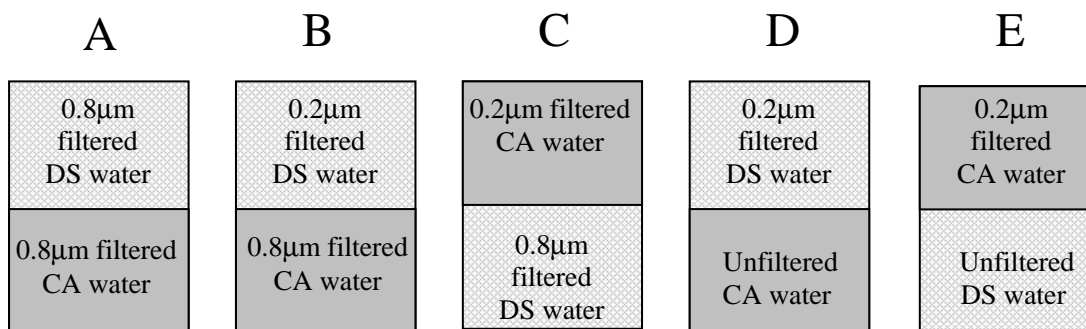 A
B
C
D
E
0.8μm
filtered
DS water
0.8μm filtered
CA water
0.2μm
filtered
DS water
0.8μm filtered
CA water
0.2μm filtered
CA water
0.8μm
filtered
DS water
0.2μm
filtered
DS water
Unfiltered
CA water
0.2μm
filtered
CA water
Unfiltered
DS water